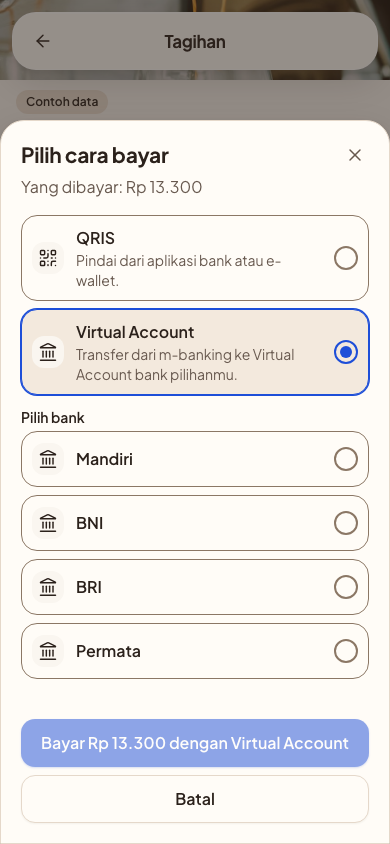 Tagihan
Contoh data
Pilih cara bayar
Yang dibayar: Rp 13.300
QRIS
Pindai dari aplikasi bank atau e-
wallet.
Virtual Account
Transfer dari m-banking ke Virtual
Account bank pilihanmu.
Pilih bank
Mandiri
BNI
BRI
Permata
Bayar Rp 13.300 dengan Virtual Account
Batal